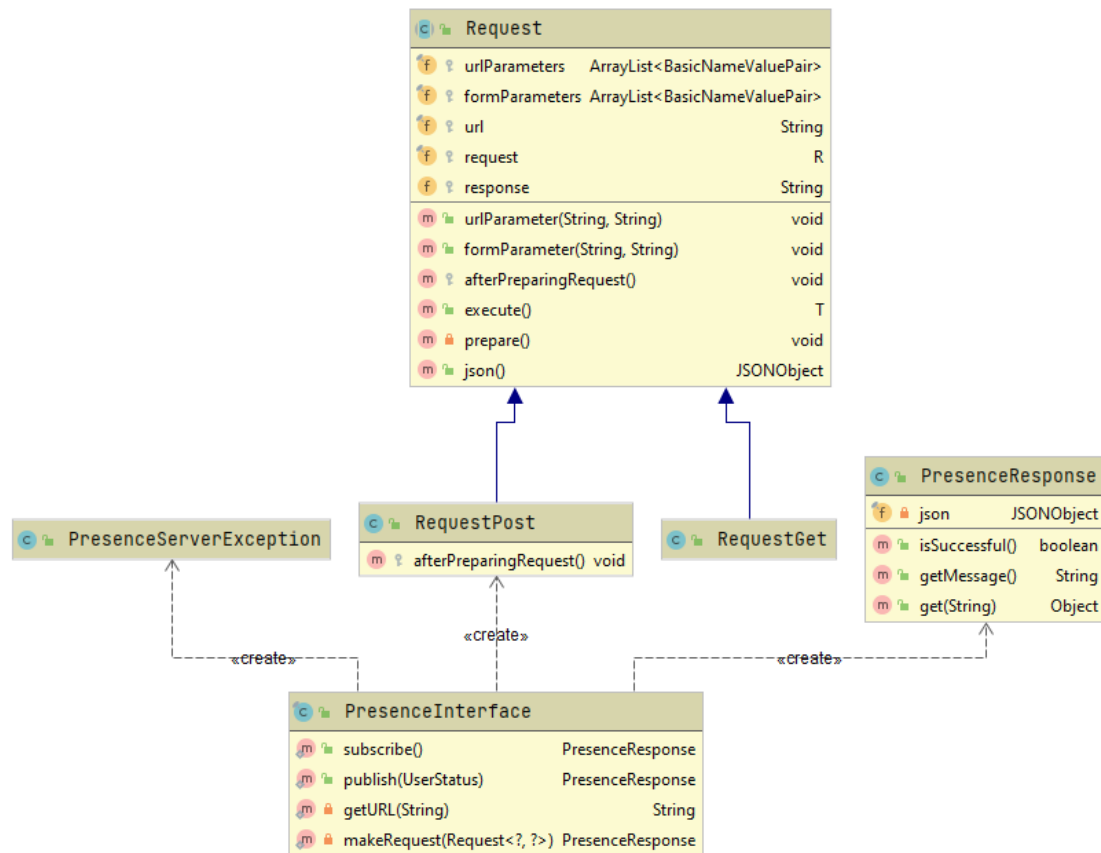 Request
urlParameters ArrayList<BasicNameValuePair>
formParameters ArrayList<BasicNameValuePair>
url String
request R
response String
urlParameter(String, String) void
formParameter(String, String) void
afterPreparingRequest() void
execute() T
prepare() void
json() JSONObject
PresenceServerException
RequestPost
afterPreparingRequest() void
RequestGet
PresenceResponse
json JSONObject
isSuccessful() boolean
getMessage() String
get(String) Object
«create»
«create»
«create»
PresenceInterface
subscribe() PresenceResponse
publish(UserStatus) PresenceResponse
getURL(String) String
makeRequest(Request<?, ?>) PresenceResponse